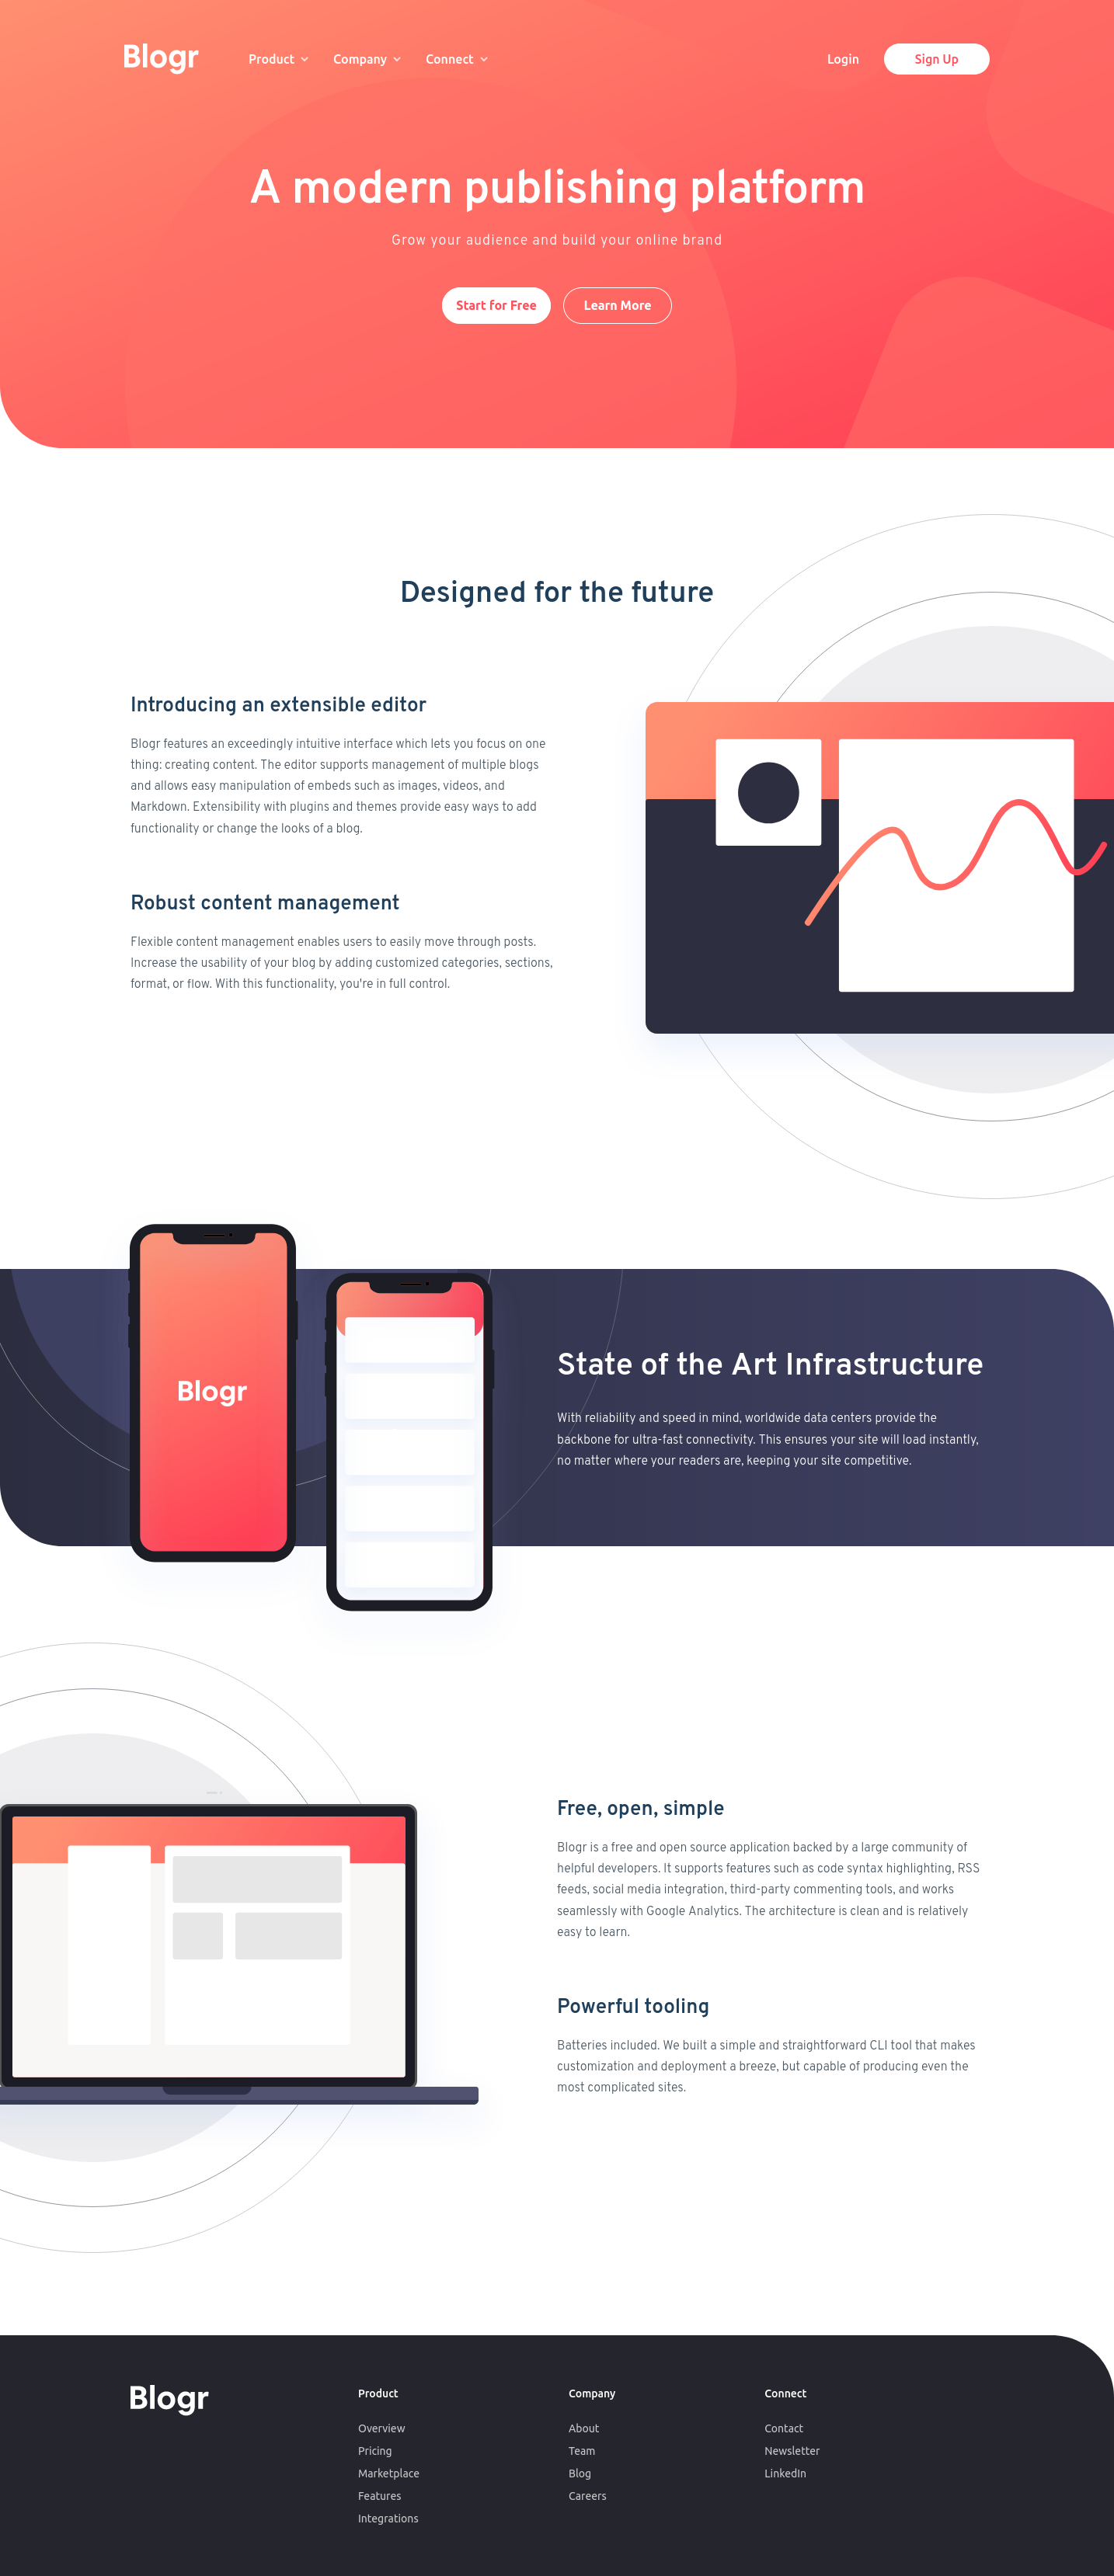 Blogr
Product
Company
Connect
Login
Sign Up
A modern publishing platform
Grow your audience and build your online brand
Start for Free
Learn More
Designed for the future
Introducing an extensible editor
Blogr features an exceedingly intuitive interface which lets you focus on one
thing: creating content. The editor supports management of multiple blogs
and allows easy manipulation of embeds such as images, videos, and
Markdown. Extensibility with plugins and themes provide easy ways to add
functionality or change the looks of a blog.
Robust content management
Flexible content management enables users to easily move through posts.
Increase the usability of your blog by adding customized categories, sections,
format, or flow. With this functionality, you're in full control.
Blogr
State of the Art Infrastructure
With reliability and speed in mind, worldwide data centers provide the
backbone for ultra-fast connectivity. This ensures your site will load instantly,
no matter where your readers are, keeping your site competitive.
Free, open, simple
Blogr is a free and open source application backed by a large community of
helpful developers. It supports features such as code syntax highlighting, RSS
feeds, social media integration, third-party commenting tools, and works
seamlessly with Google Analytics. The architecture is clean and is relatively
easy to learn.
Powerful tooling
Batteries included. We built a simple and straightforward CLI tool that makes
customization and deployment a breeze, but capable of producing even the
most complicated sites.
Blogr
Product
Overview
Pricing
Marketplace
Features
Integrations
Company
About
Team
Blog
Careers
Connect
Contact
Newsletter
LinkedIn